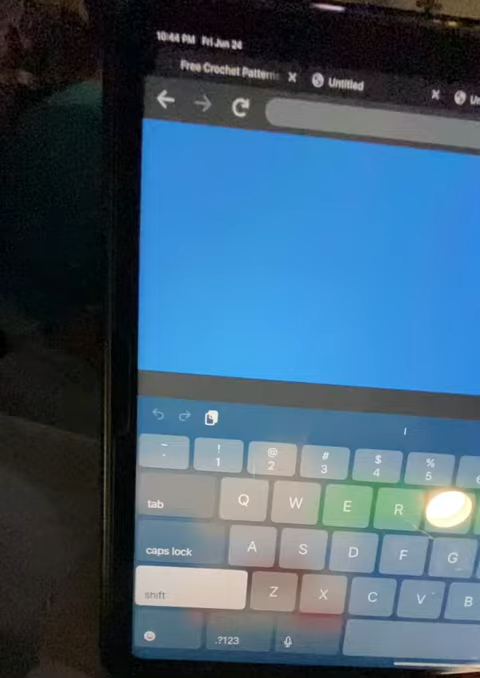 10:44 PM Fri Jun 24
Free Crochet Pattern × Untitled ×
! @ # $ %
1 2 3 4 5
tab Q W E R
caps lock A S D F G
shift Z X C V B
.?123